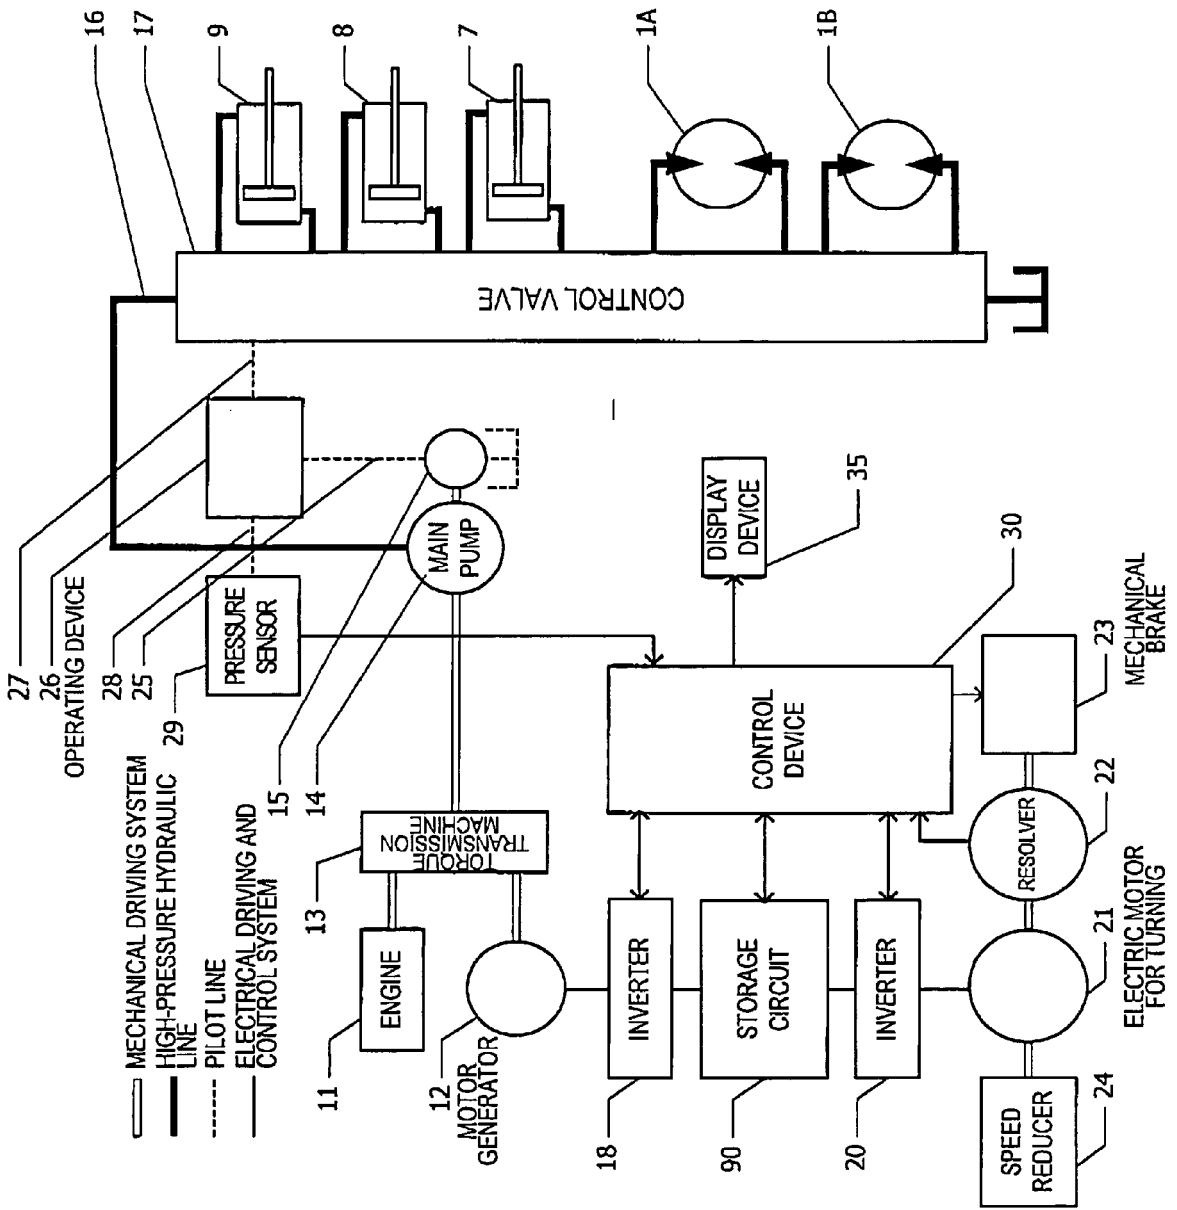 MECHANICAL DRIVING SYSTEM
HIGH-PRESSURE HYDRAULIC
LINE
PILOT LINE
ELECTRICAL DRIVING AND
CONTROL SYSTEM
27
26
OPERATING DEVICE
28
25
29
PRESSURE
SENSOR
16
17
9
8
7
1A
1B
CONTROL VALVE
15
14
MAIN
PUMP
13
TORQUE
TRANSMISSION
MACHINE
11
ENGINE
12
MOTOR
GENERATOR
18
INVERTER
90
STORAGE
CIRCUIT
20
INVERTER
CONTROL
DEVICE
DISPLAY
DEVICE
35
30
SPEED
REDUCER
24
21
ELECTRIC MOTOR
FOR TURNING
RESOLVER
22
23
MECHANICAL
BRAKE